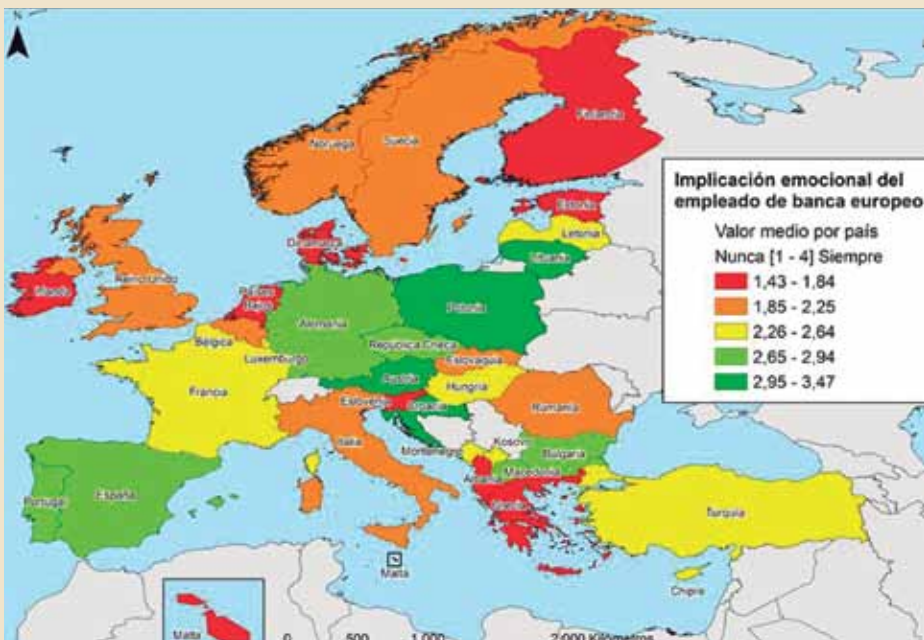 N
Finlandia
Noruega
Suecia
Estonia
Letonia
Lituania
Dinamarca
Irlanda
Reino Unido
Países
Bajos
Polonia
Alemania
Bélgica
República Checa
Luxemburgo
Eslovaquia
Austria
Hungría
Francia
Eslovenia
Croacia
Rumanía
Italia
Kosovo
Montenegro
Bulgaria
Macedonia
Albania
Portugal
España
Grecia
Turquía
Malta
Chipre
Implicación emocional del
empleado de banca europeo
Valor medio por país
Nunca [1 - 4] Siempre
1,43 - 1,84
1,85 - 2,25
2,26 - 2,64
2,65 - 2,94
2,95 - 3,47
Malta
0 500 1.000 2.000 Kilómetros